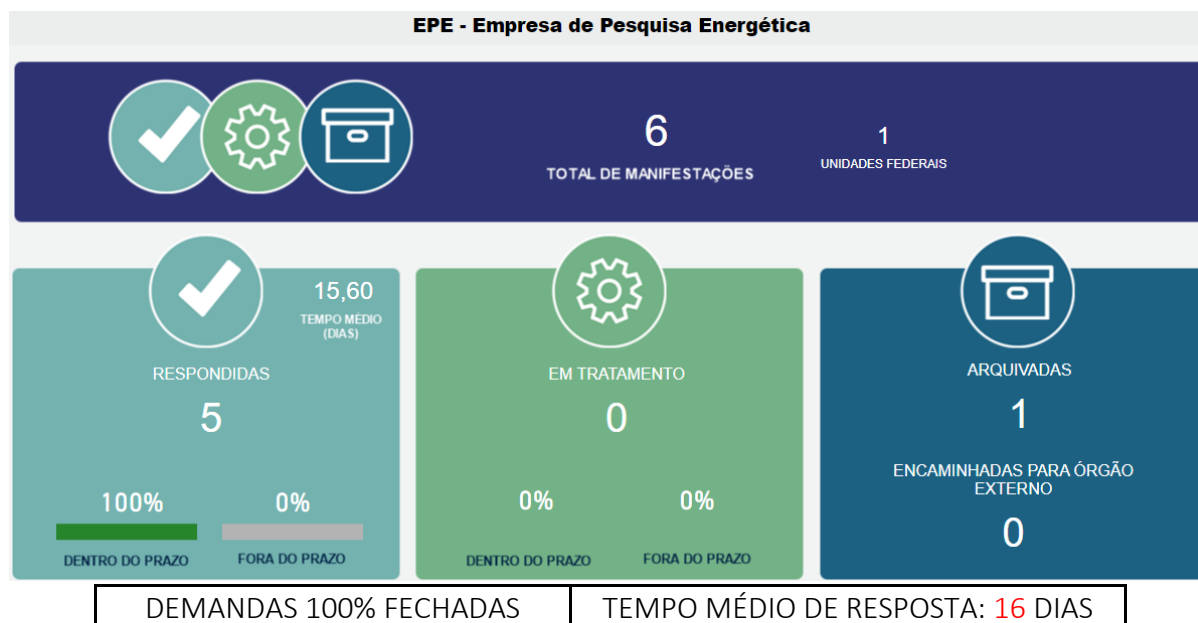 EPE - Empresa de Pesquisa Energética
6
TOTAL DE MANIFESTAÇÕES
1
UNIDADES FEDERAIS
15,60
TEMPO MÉDIO
(DIAS)
RESPONDIDAS
5
100%
0%
DENTRO DO PRAZO
FORA DO PRAZO
EM TRATAMENTO
0
0%
0%
DENTRO DO PRAZO
FORA DO PRAZO
ARQUIVADAS
1
ENCAMINHADAS PARA ÓRGÃO
EXTERNO
0
DEMANDAS 100% FECHADAS
TEMPO MÉDIO DE RESPOSTA: 16 DIAS